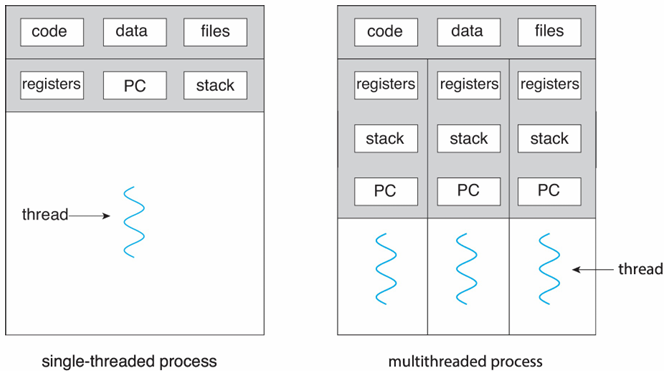 code data files
registers PC stack
thread
single-threaded process
code data files
registers registers registers
stack stack stack
PC PC PC
thread
multithreaded process